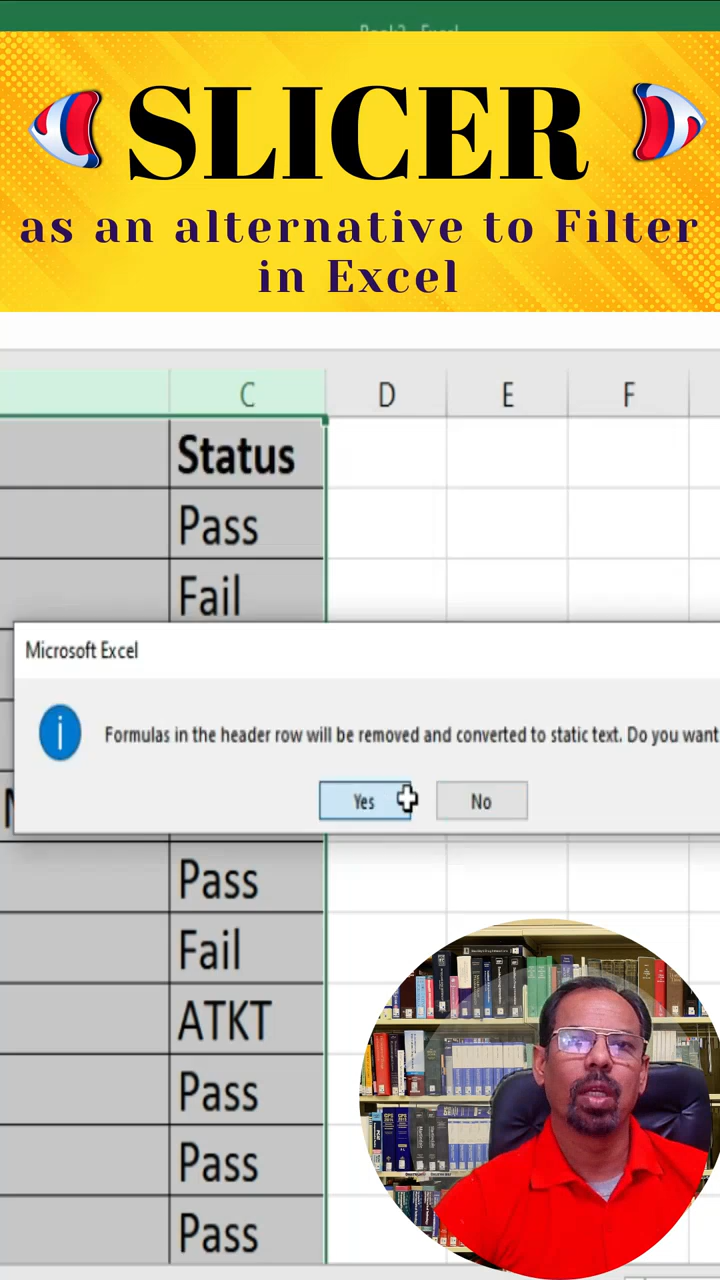 SLICER
as an alternative to Filter
in Excel
C D E F
Status
Pass
Fail
Microsoft Excel
Formulas in the header row will be removed and converted to static text. Do you want
Yes No
Pass
Fail
ATKT
Pass
Pass
Pass